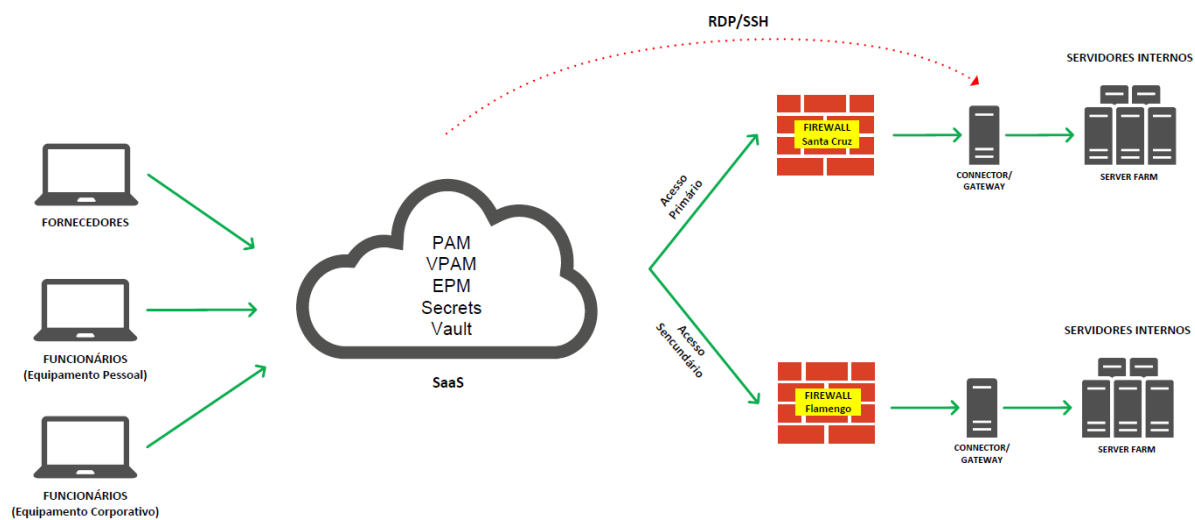 RDP/SSH
SERVIDORES INTERNOS
FIREWALL
Santa Cruz
CONNECTOR/
GATEWAY
SERVER FARM
FORNECEDORES
Acesso
Primário
PAM
VPAM
EPM
Secrets
Vault
SaaS
FUNCIONÁRIOS
(Equipamento Pessoal)
Acesso
Sencundário
SERVIDORES INTERNOS
FIREWALL
Flamengo
CONNECTOR/
GATEWAY
SERVER FARM
FUNCIONÁRIOS
(Equipamento Corporativo)